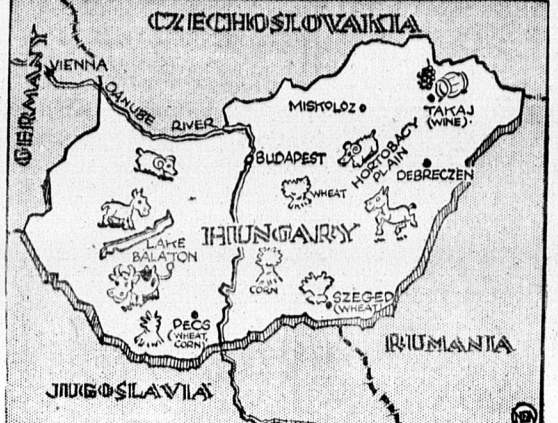 CZECHOSLOVAKIA
GERMANY
VIENNA
DANUBE
RIVER
MISKOLOZ
TAKAJ
(WINE).
BUDAPEST
HORTOBACY
PLAIN
DEBRECZEN
WHEAT
HUNGARY
LAKE
BALATON
CORN
SZEGED
(WHEAT)
PECS
(WHEAT,
CORN)
RUMANIA
JUGOSLAVIA
NEA